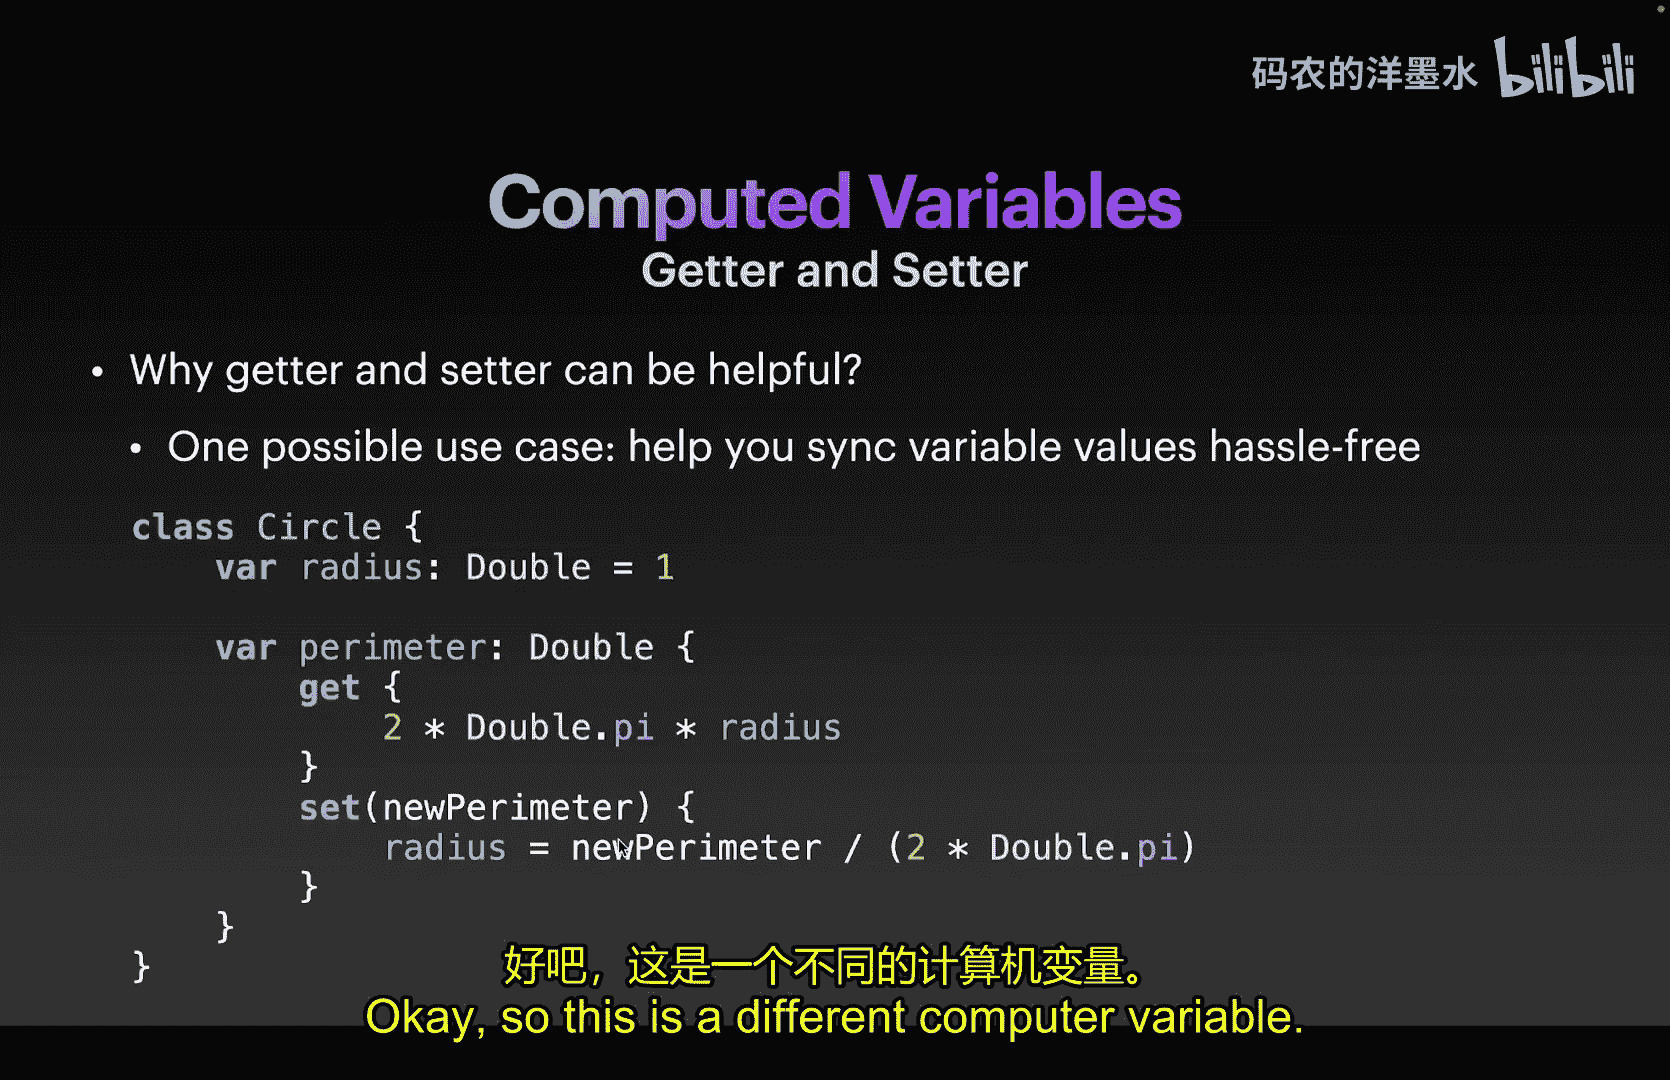 码农的洋墨水 bilibili
Computed Variables
Getter and Setter
• Why getter and setter can be helpful?
• One possible use case: help you sync variable values hassle-free
class Circle {
    var radius: Double = 1

    var perimeter: Double {
        get {
            2 * Double.pi * radius
        }
        set(newPerimeter) {
            radius = newPerimeter / (2 * Double.pi)
        }
    }
}
好吧，这是一个不同的计算机变量。
Okay, so this is a different computer variable.